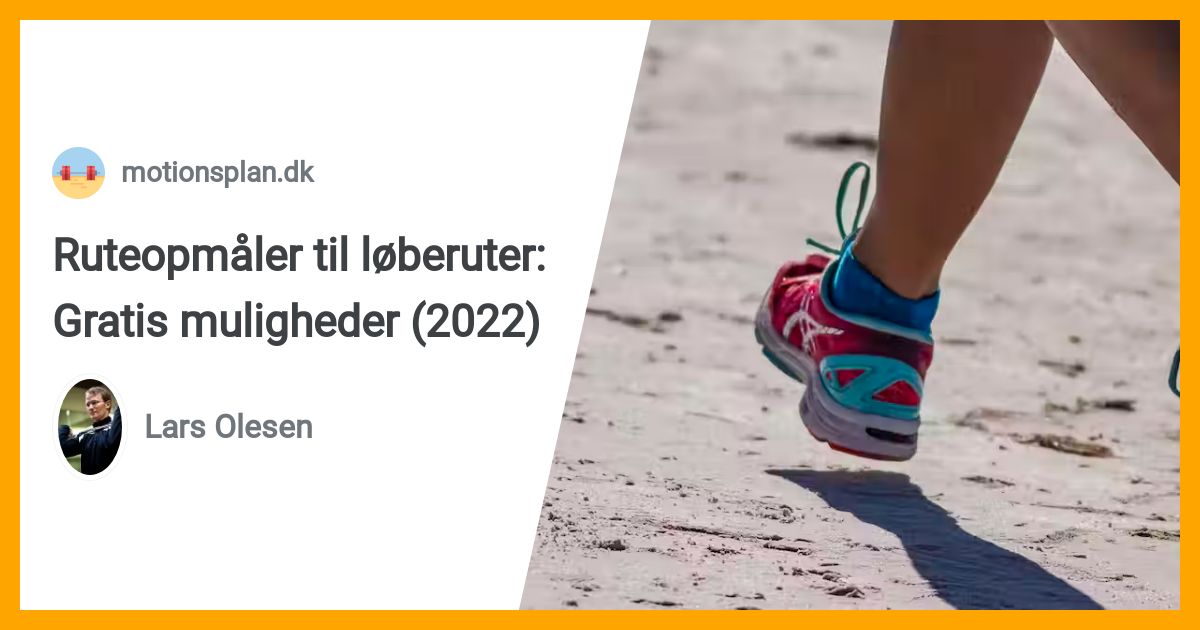 motionsplan.dk
Ruteopmåler til løberuter:
Gratis muligheder (2022)
Lars Olesen